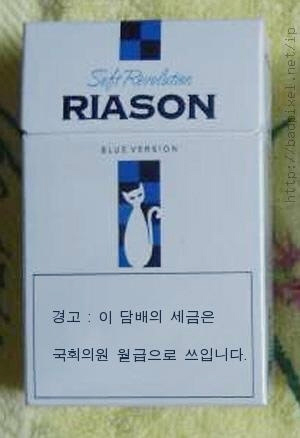 Soft Revolution
RIASON
BLUE VERSION
경고 : 이 담배의 세금은
국회의원 월급으로 쓰입니다.
http://badpixel.net/ip